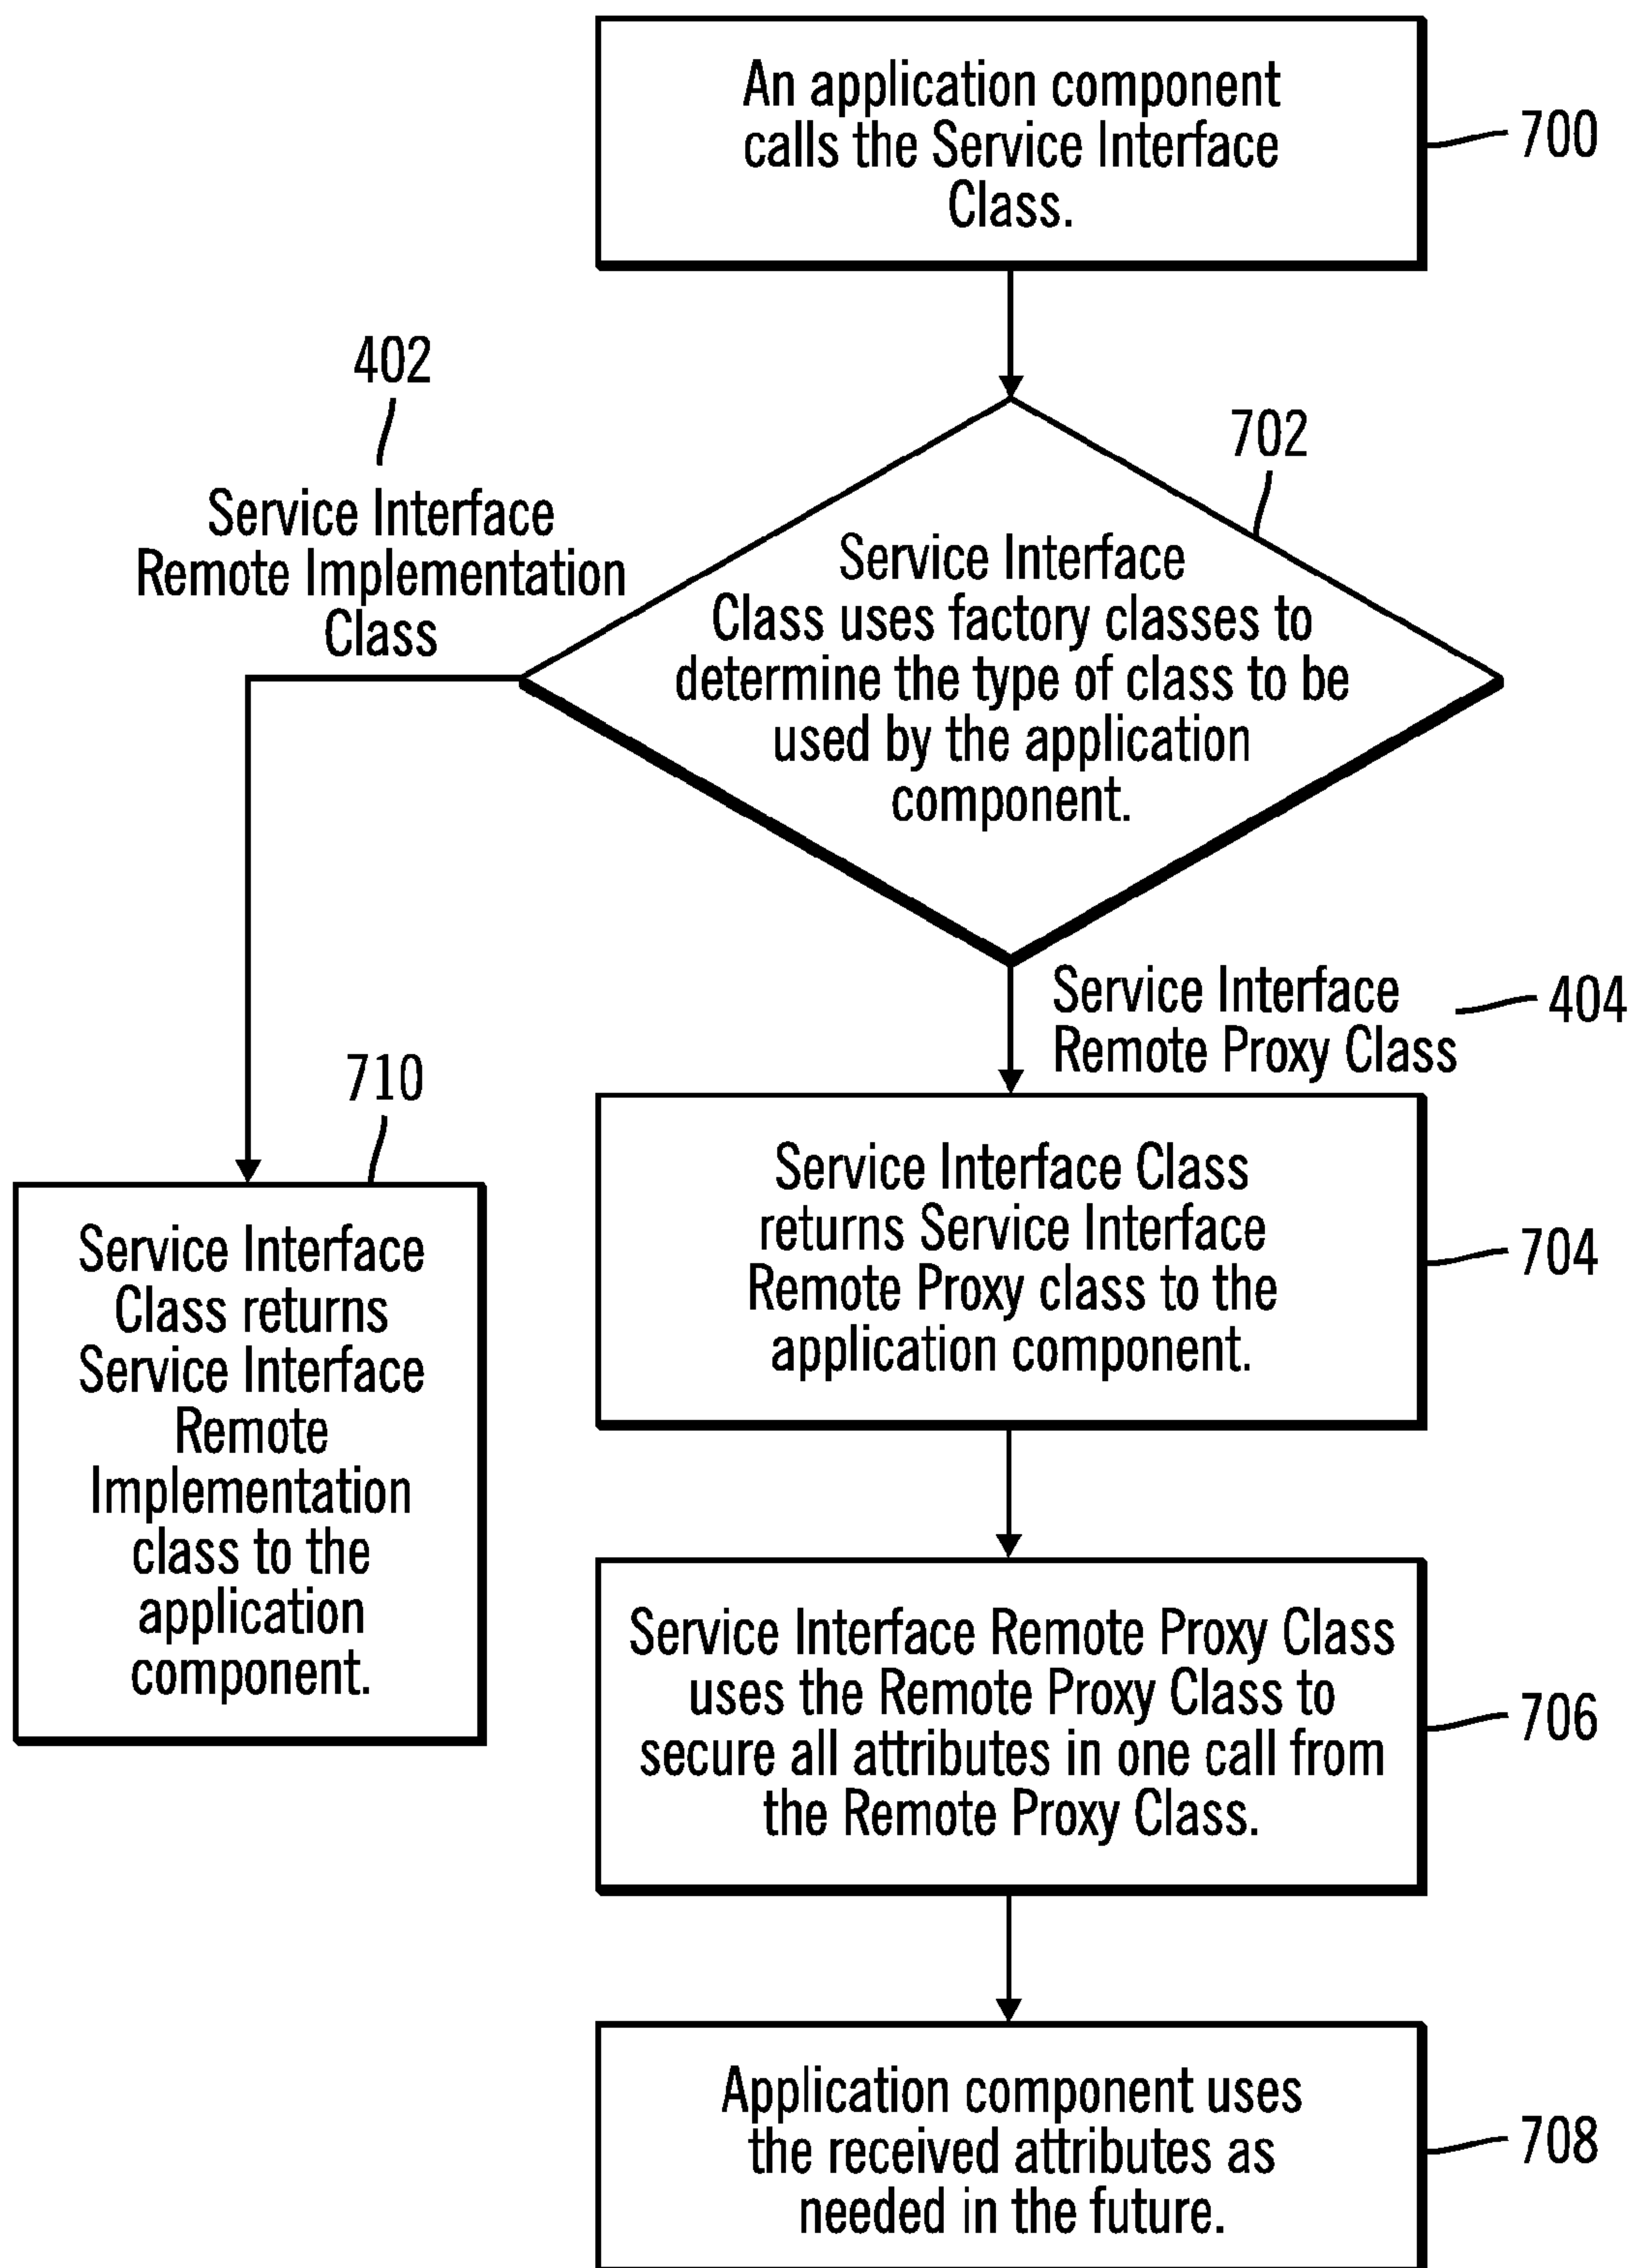 An application component
calls the Service Interface
Class.
700
402
Service Interface
Remote Implementation
Class
702
Service Interface
Class uses factory classes to
determine the type of class to be
used by the application
component.
Service Interface
Remote Proxy Class
404
710
Service Interface
Class returns
Service Interface
Remote
Implementation
class to the
application
component.
Service Interface Class
returns Service Interface
Remote Proxy class to the
application component.
704
Service Interface Remote Proxy Class
uses the Remote Proxy Class to
secure all attributes in one call from
the Remote Proxy Class.
706
Application component uses
the received attributes as
needed in the future.
708